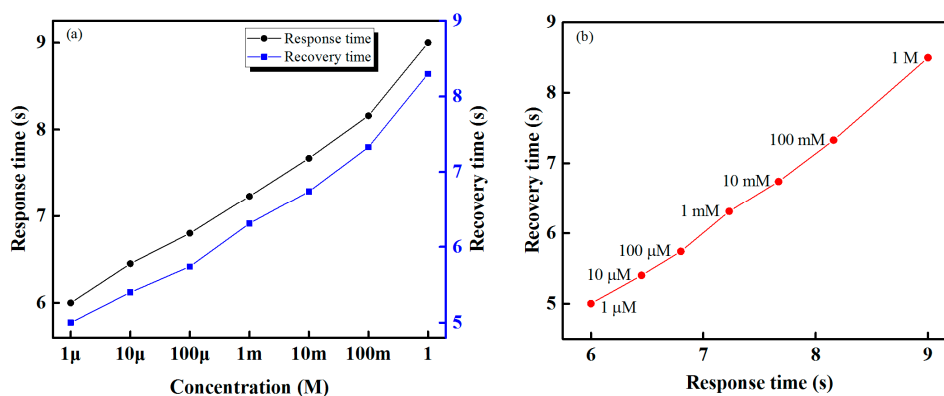 (a)
Response time
Recovery time
9
8
7
6
Response time (s)
9
8
7
6
5
Recovery time (s)
1μ
10μ
100μ
1m
10m
100m
1
Concentration (M)
(b)
9
8
7
6
5
Recovery time (s)
1 M
100 mM
10 mM
1 mM
100 μM
10 μM
1 μM
6
7
8
9
Response time (s)